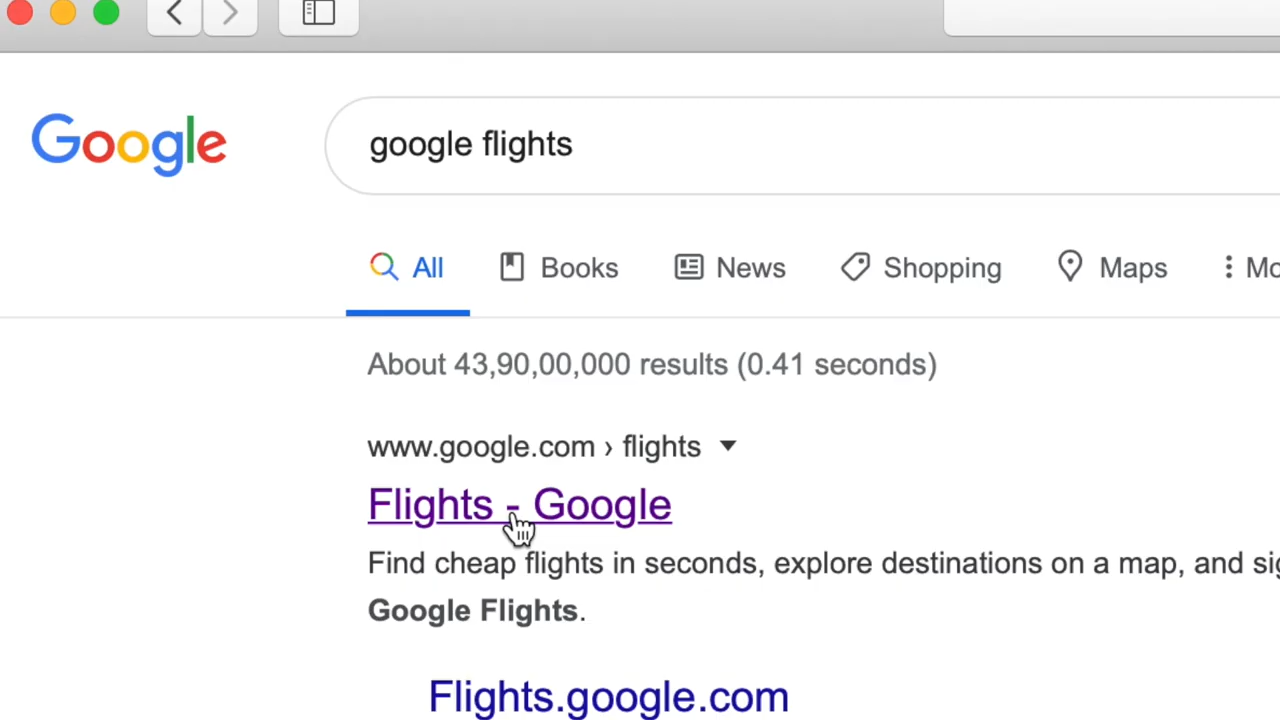 Google
google flights
All Books News Shopping Maps
About 43,90,00,000 results (0.41 seconds)
www.google.com › flights
Flights - Google
Find cheap flights in seconds, explore destinations on a map, and
Google Flights.
Flights.google.com